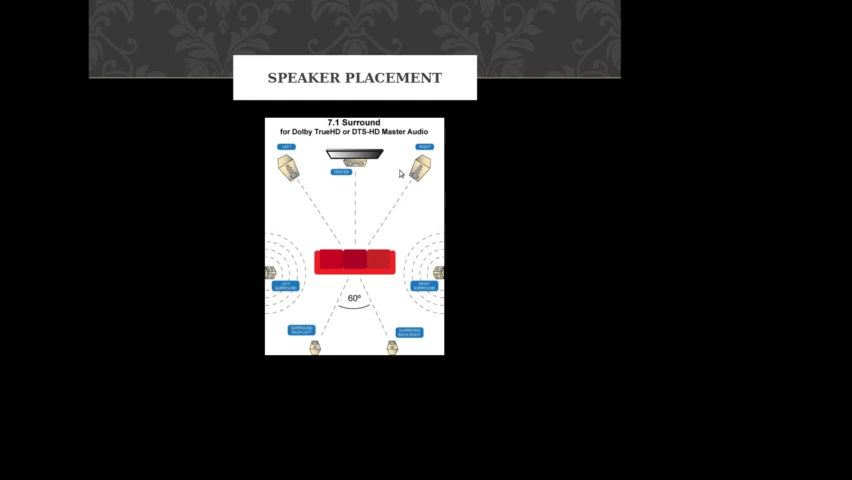 SPEAKER PLACEMENT
7.1 Surround
for Dolby TrueHD or DTS-HD Master Audio
LEFT
RIGHT
CENTER
LEFT
SURROUND
RIGHT
SURROUND
60º
SURROUND
BACK LEFT
SURROUND
BACK RIGHT